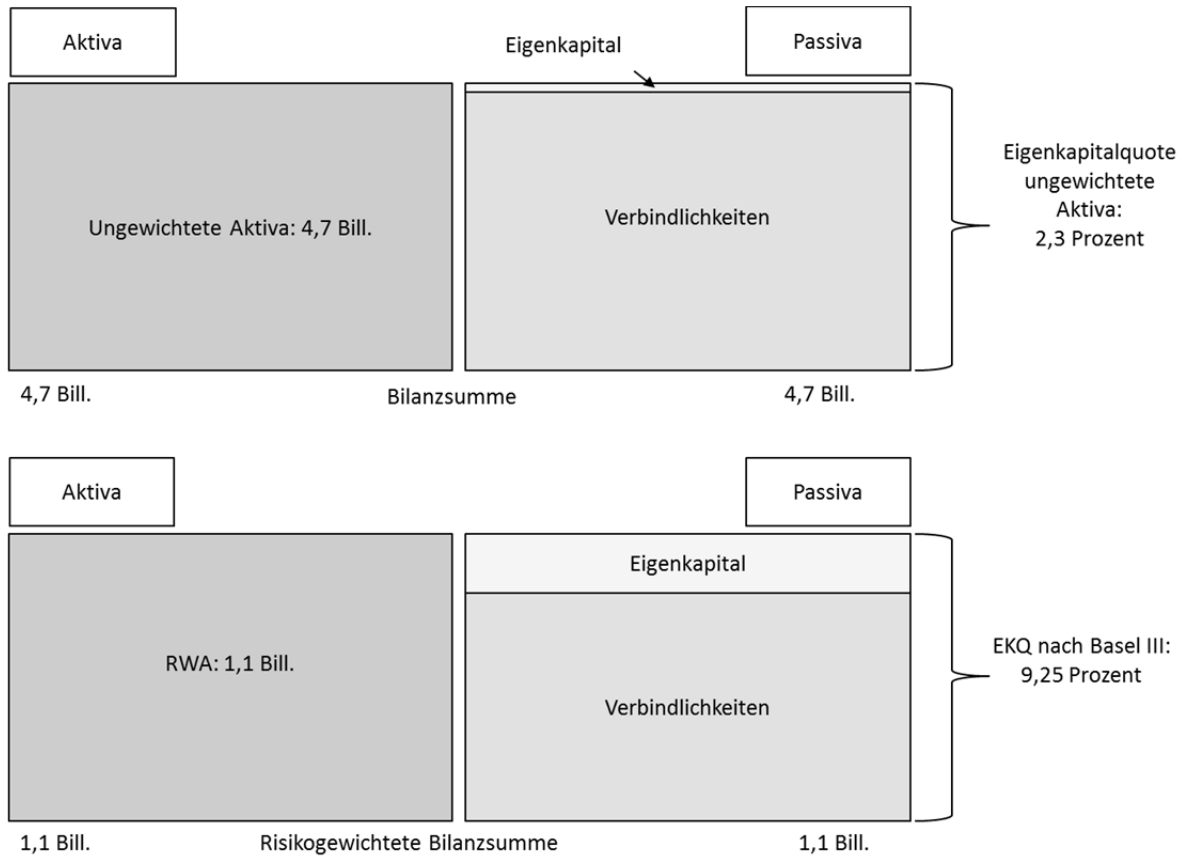 Aktiva
Eigenkapital
Passiva
Ungewichtete Aktiva: 4,7 Bill.
Verbindlichkeiten
Eigenkapitalquote
ungewichtete
Aktiva:
2,3 Prozent
4,7 Bill.
Bilanzsumme
4,7 Bill.
Aktiva
Passiva
Eigenkapital
RWA: 1,1 Bill.
Verbindlichkeiten
EKQ nach Basel III:
9,25 Prozent
1,1 Bill.
Risikogewichtete Bilanzsumme
1,1 Bill.